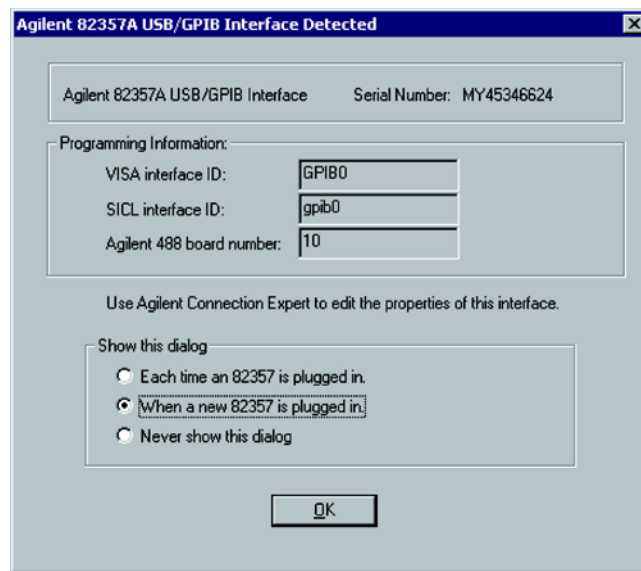 Agilent 82357A USB/GPIB Interface Detected
Agilent 82357A USB/GPIB Interface Serial Number: MY45346624
Programming Information:
VISA interface ID: GPIB0
SICL interface ID: gpib0
Agilent 488 board number: 10
Use Agilent Connection Expert to edit the properties of this interface.
Show this dialog
Each time an 82357 is plugged in.
When a new 82357 is plugged in.
Never show this dialog
OK